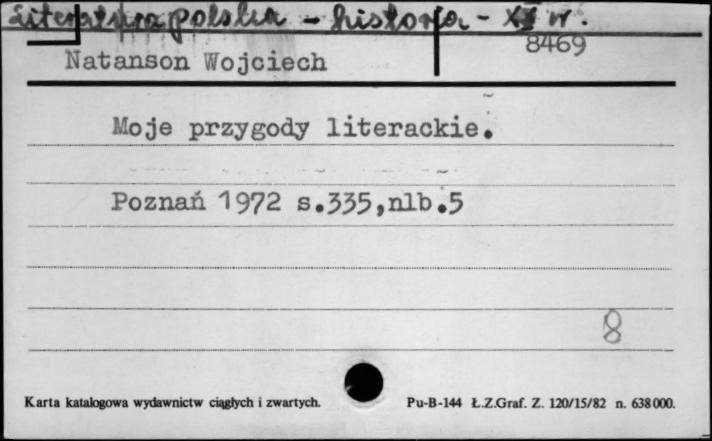 Literatura polska - historia - XX w.
8469
Natanson Wojciech
Moje przygody literackie.
Poznań 1972 s.335,nlb.5
8
Karta katalogowa wydawnictw ciągłych i zwartych. Pu-B-144 Ł.Z.Graf. Z. 120/15/82 n. 638000.